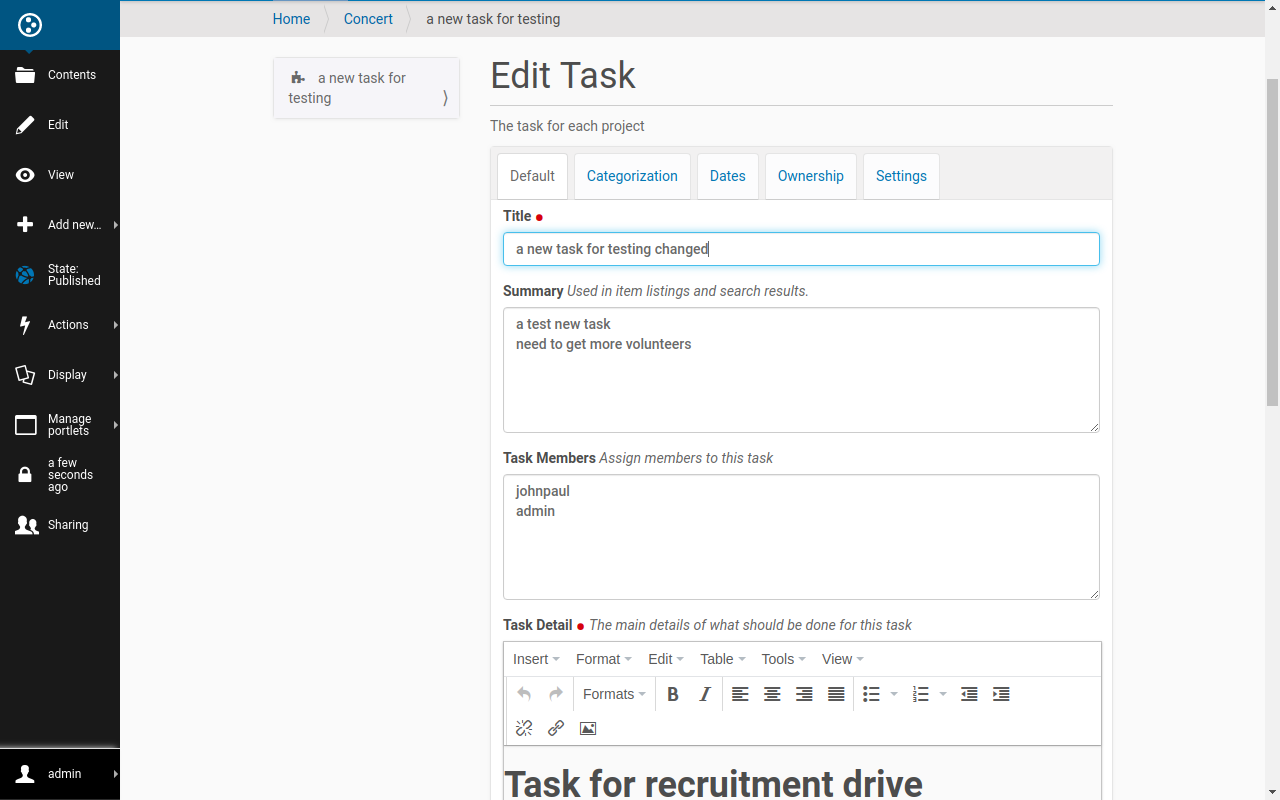 Home
Concert
a new task for testing
Contents
Edit
View
Add new...
State:
Published
Actions
Display
Manage
portlets
a few
seconds
ago
Sharing
admin
a new task for
testing
Edit Task
The task for each project
Default
Categorization
Dates
Ownership
Settings
Title
a new task for testing changed
Summary Used in item listings and search results.
a test new task
need to get more volunteers
Task Members Assign members to this task
johnpaul
admin
Task Detail The main details of what should be done for this task
Insert Format Edit Table Tools View
Formats B I
Task for recruitment drive